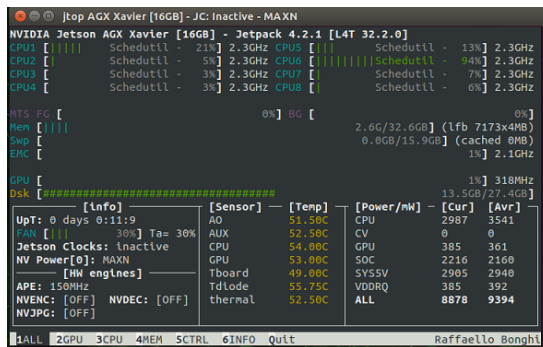 jtop AGX Xavier [16GB] - JC: Inactive - MAXN
NVIDIA Jetson AGX Xavier [16GB] - Jetpack 4.2.1 [L4T 32.2.0]
CPU1 [||||| Schedutil - 21%] 2.3GHz CPU5 [||| Schedutil - 13%] 2.3GHz
CPU2 [| Schedutil - 5%] 2.3GHz CPU6 [|||||||||Schedutil - 94%] 2.3GHz
CPU3 [ Schedutil - 3%] 2.3GHz CPU7 [| Schedutil - 7%] 2.3GHz
CPU4 [ Schedutil - 3%] 2.3GHz CPU8 [| Schedutil - 6%] 2.3GHz
MTS FG [ 0%] BG [ 0%]
Mem [|||| 2.6G/32.6GB] (lfb 7173x4MB)
Swp [ 0.0GB/15.9GB] (cached 0MB)
EMC [ 1%] 2.1GHz
GPU [ 1%] 318MHz
Dsk [#################################### 13.5GB/27.4GB]
[info] [Sensor] [Temp] [Power/mW] [Cur] [Avr]
UpT: 0 days 0:11:9 AO 51.50C CPU 2987 3541
FAN [||| 30%] Ta= 30% AUX 52.50C CV 0 0
Jetson Clocks: inactive CPU 54.00C GPU 385 361
NV Power[0]: MAXN GPU 53.00C SOC 2216 2160
[HW engines] Tboard 49.00C SYS5V 2905 2940
APE: 150MHz Tdiode 55.75C VDDRQ 385 392
NVENC: [OFF] NVDEC: [OFF] thermal 52.50C ALL 8878 9394
NVJPG: [OFF]
1ALL 2GPU 3CPU 4MEM 5CTRL 6INFO Quit Raffaello Bonghi